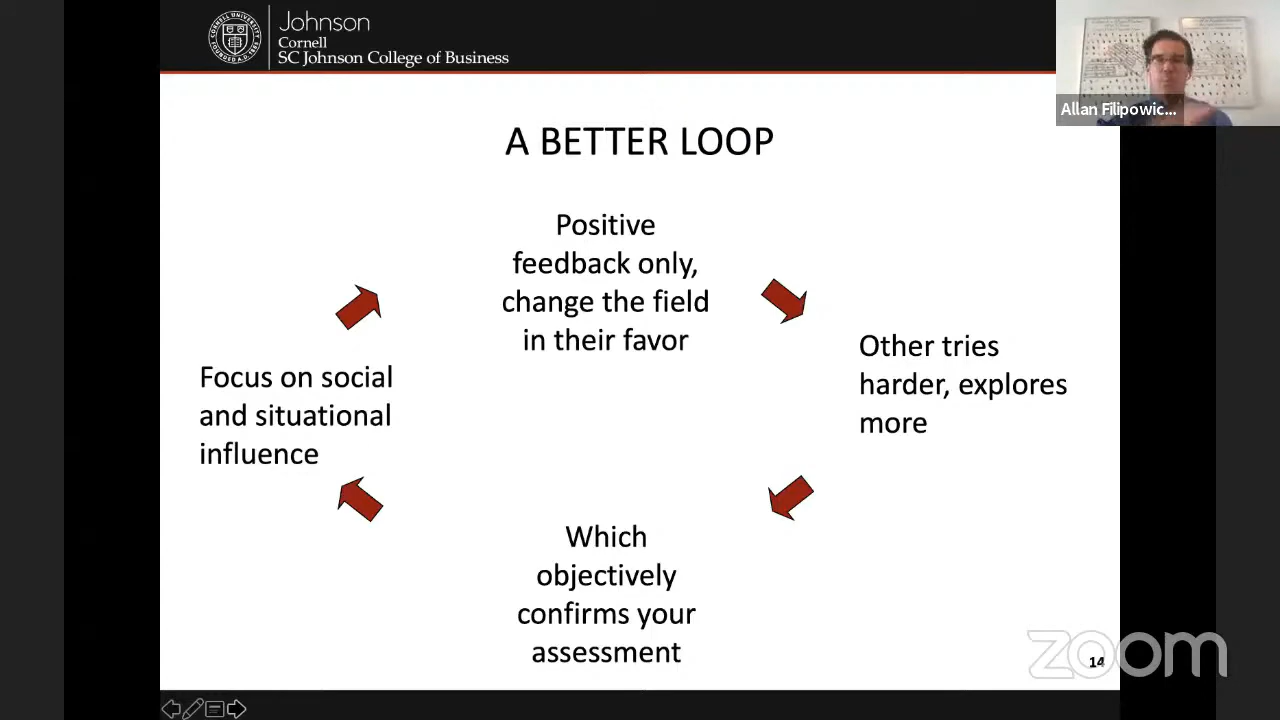 Johnson
Cornell
SC Johnson College of Business
Allan Filipowic...
A BETTER LOOP
Positive
feedback only,
change the field
in their favor
Other tries
harder, explores
more
Focus on social
and situational
influence
Which
objectively
confirms your
assessment
14
zoom